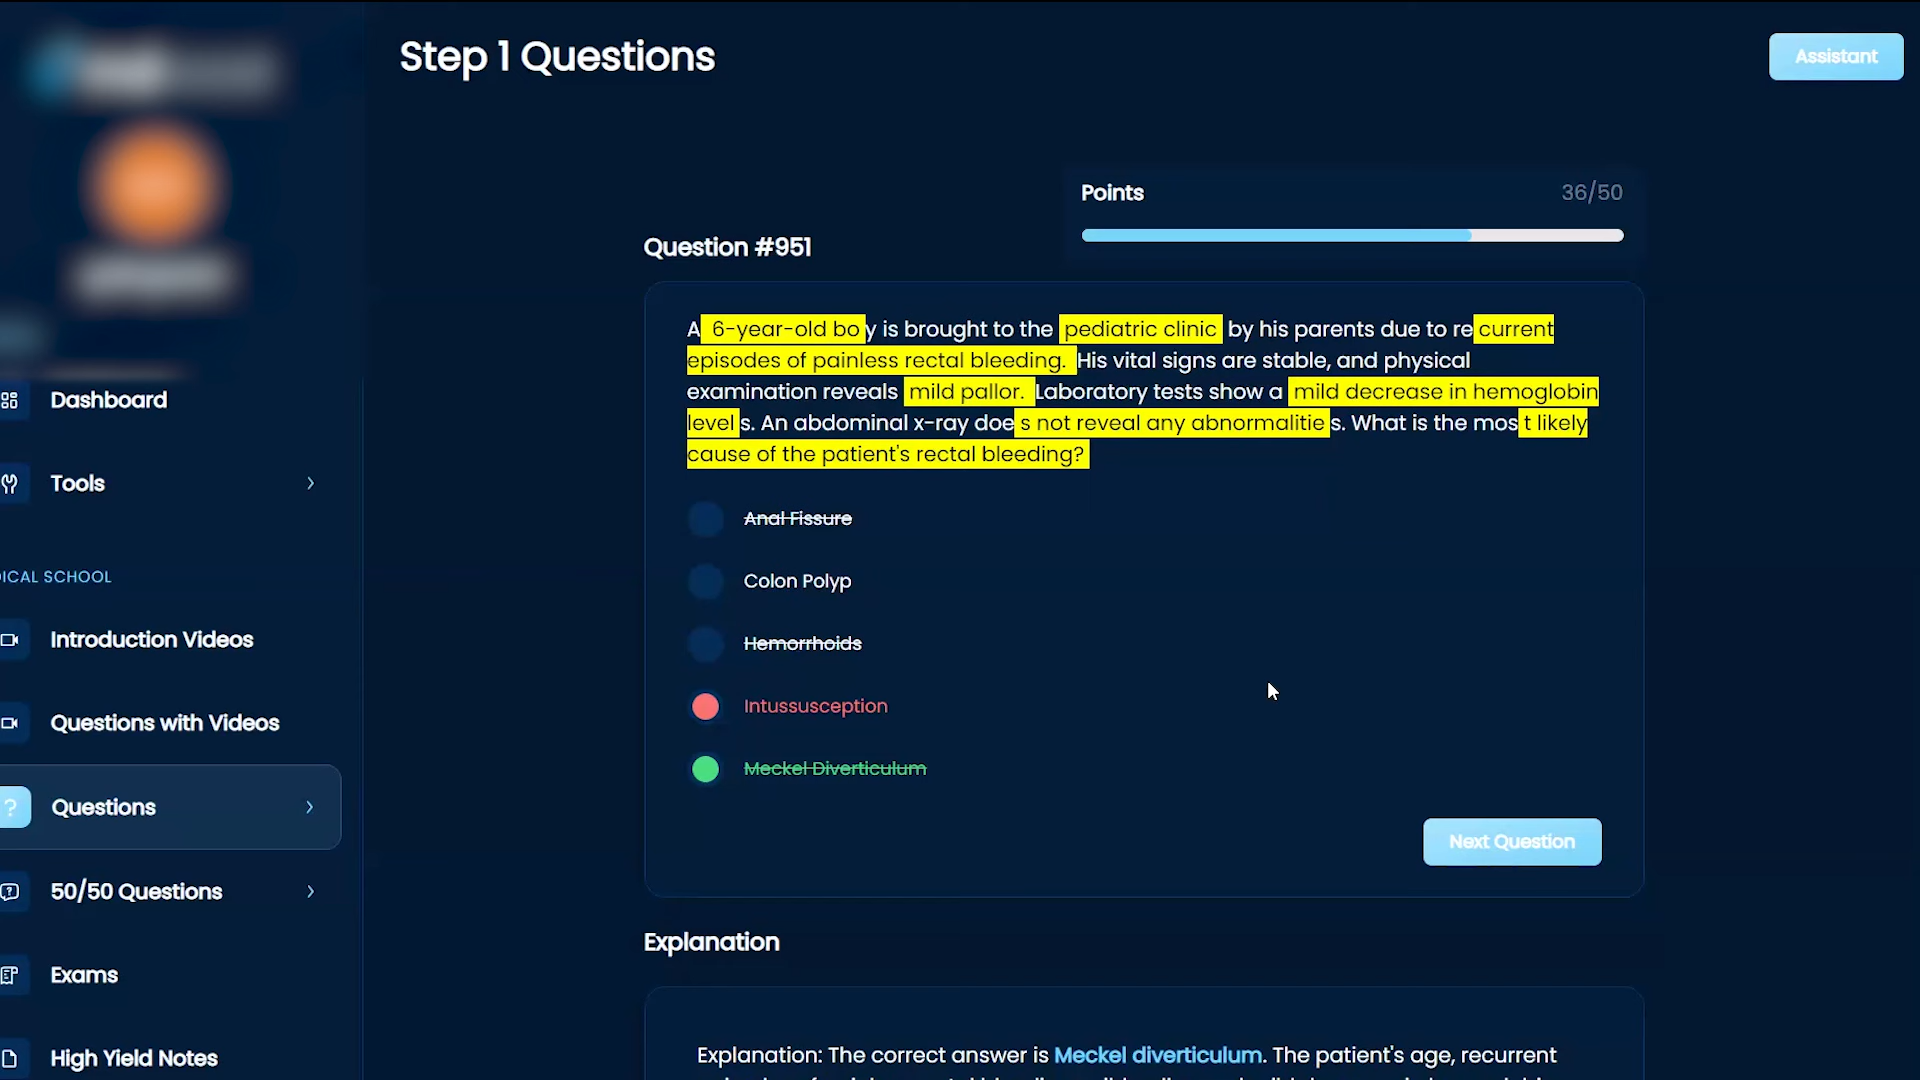 Step 1 Questions
Assistant
Points 36/50
Question #951
A 6-year-old boy is brought to the pediatric clinic by his parents due to recurrent
episodes of painless rectal bleeding. His vital signs are stable, and physical
examination reveals mild pallor. Laboratory tests show a mild decrease in hemoglobin
levels. An abdominal x-ray does not reveal any abnormalities. What is the most likely
cause of the patient's rectal bleeding?
Anal Fissure
Colon Polyp
Hemorrhoids
Intussusception
Meckel Diverticulum
Next Question
Explanation
Explanation: The correct answer is Meckel diverticulum. The patient's age, recurrent
Dashboard
Tools
ICAL SCHOOL
Introduction Videos
Questions with Videos
Questions
50/50 Questions
Exams
High Yield Notes